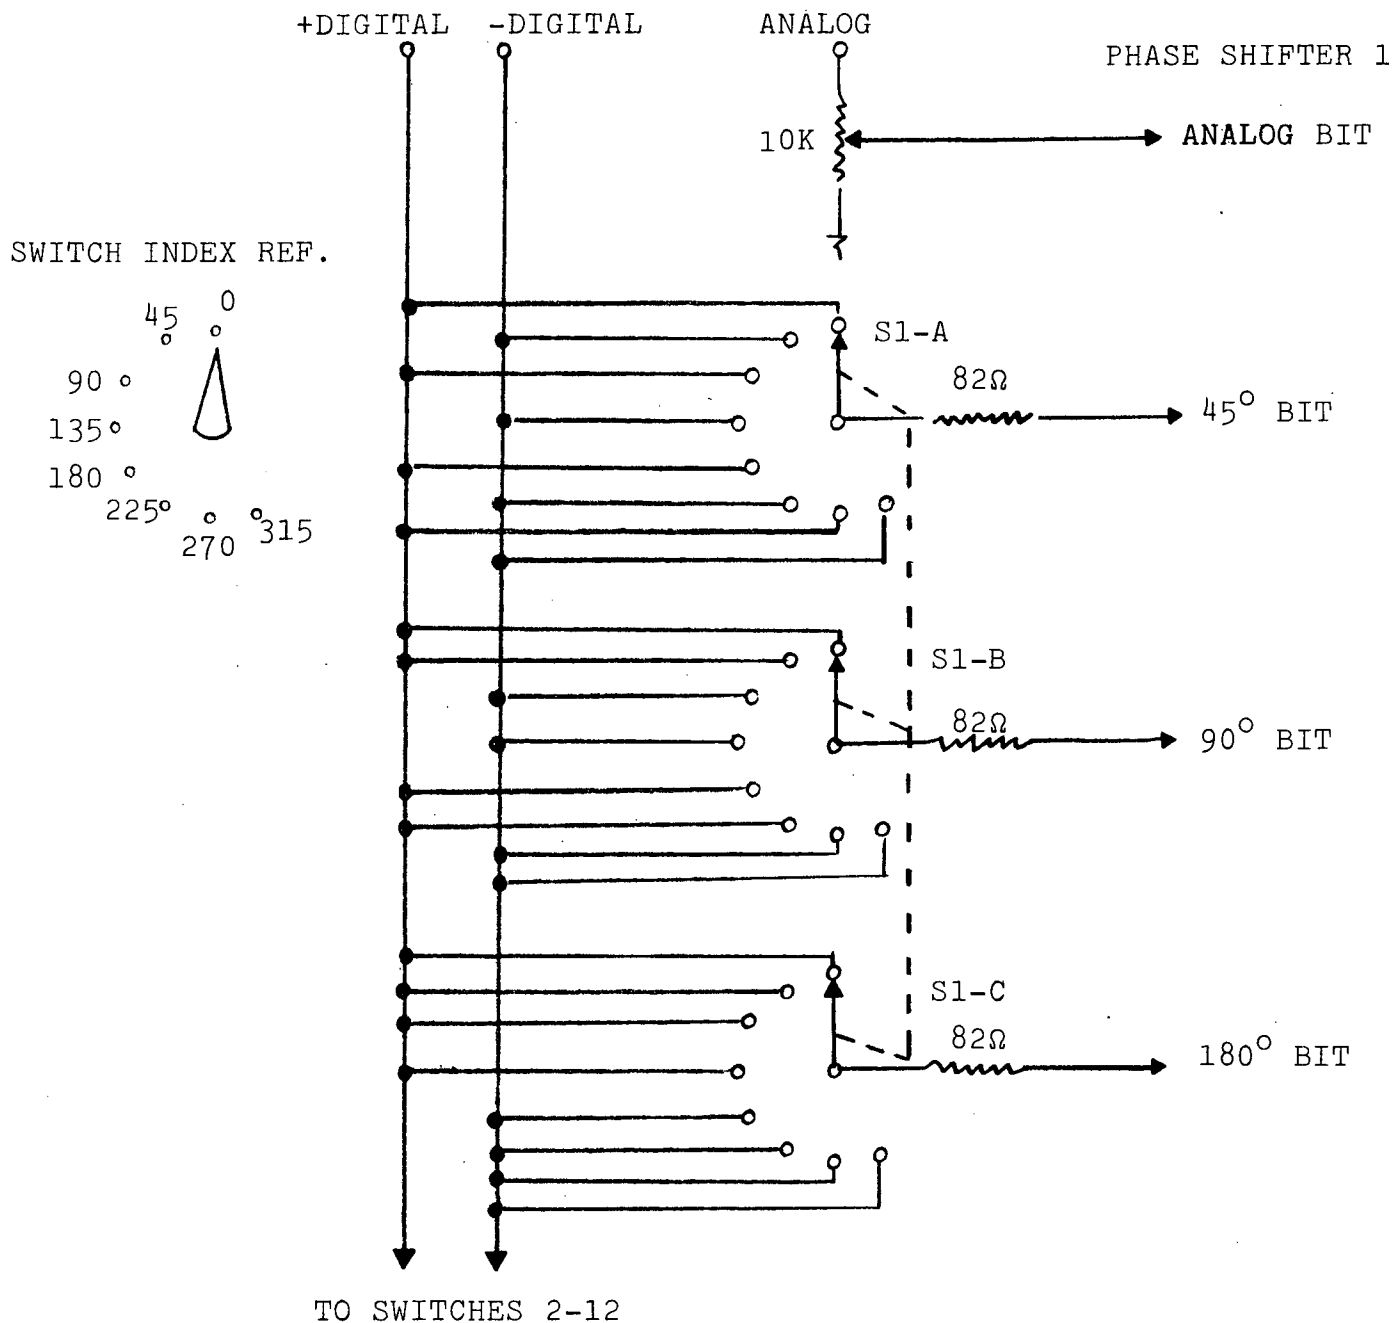 +DIGITAL -DIGITAL ANALOG
PHASE SHIFTER 1
10K
ANALOG BIT
SWITCH INDEX REF.
0
45
90
135
180
225
270
315
S1-A
82Ω
45° BIT
S1-B
82Ω
90° BIT
S1-C
82Ω
180° BIT
TO SWITCHES 2-12